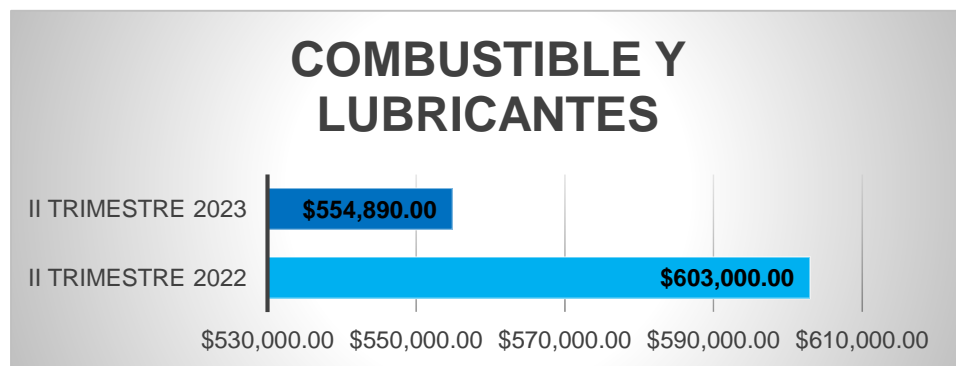 COMBUSTIBLE Y
LUBRICANTES
II TRIMESTRE 2023
$554,890.00
II TRIMESTRE 2022
$603,000.00
$530,000.00 $550,000.00 $570,000.00 $590,000.00 $610,000.00